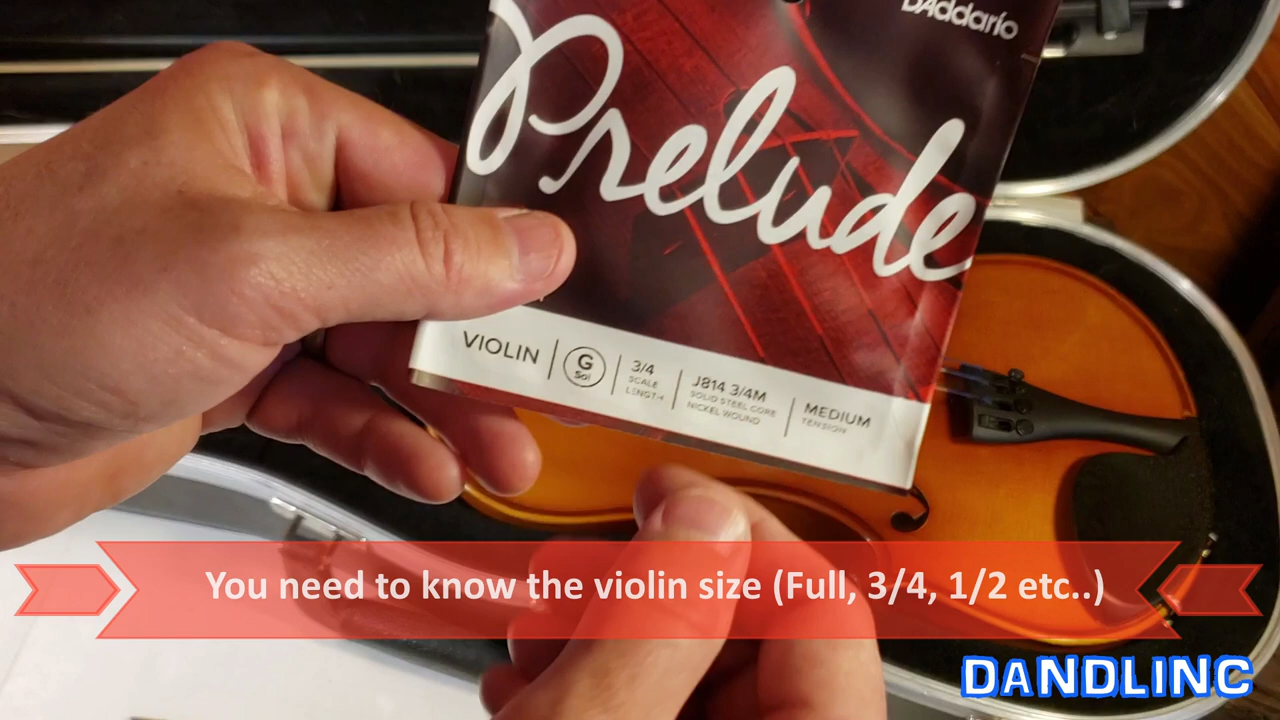 D'Addario
Prelude
VIOLIN
G
Sol
3/4
SCALE
LENGTH
J814 3/4M
SOLID STEEL CORE
NICKEL WOUND
MEDIUM
TENSION
You need to know the violin size (Full, 3/4, 1/2 etc..)
DANDLINC